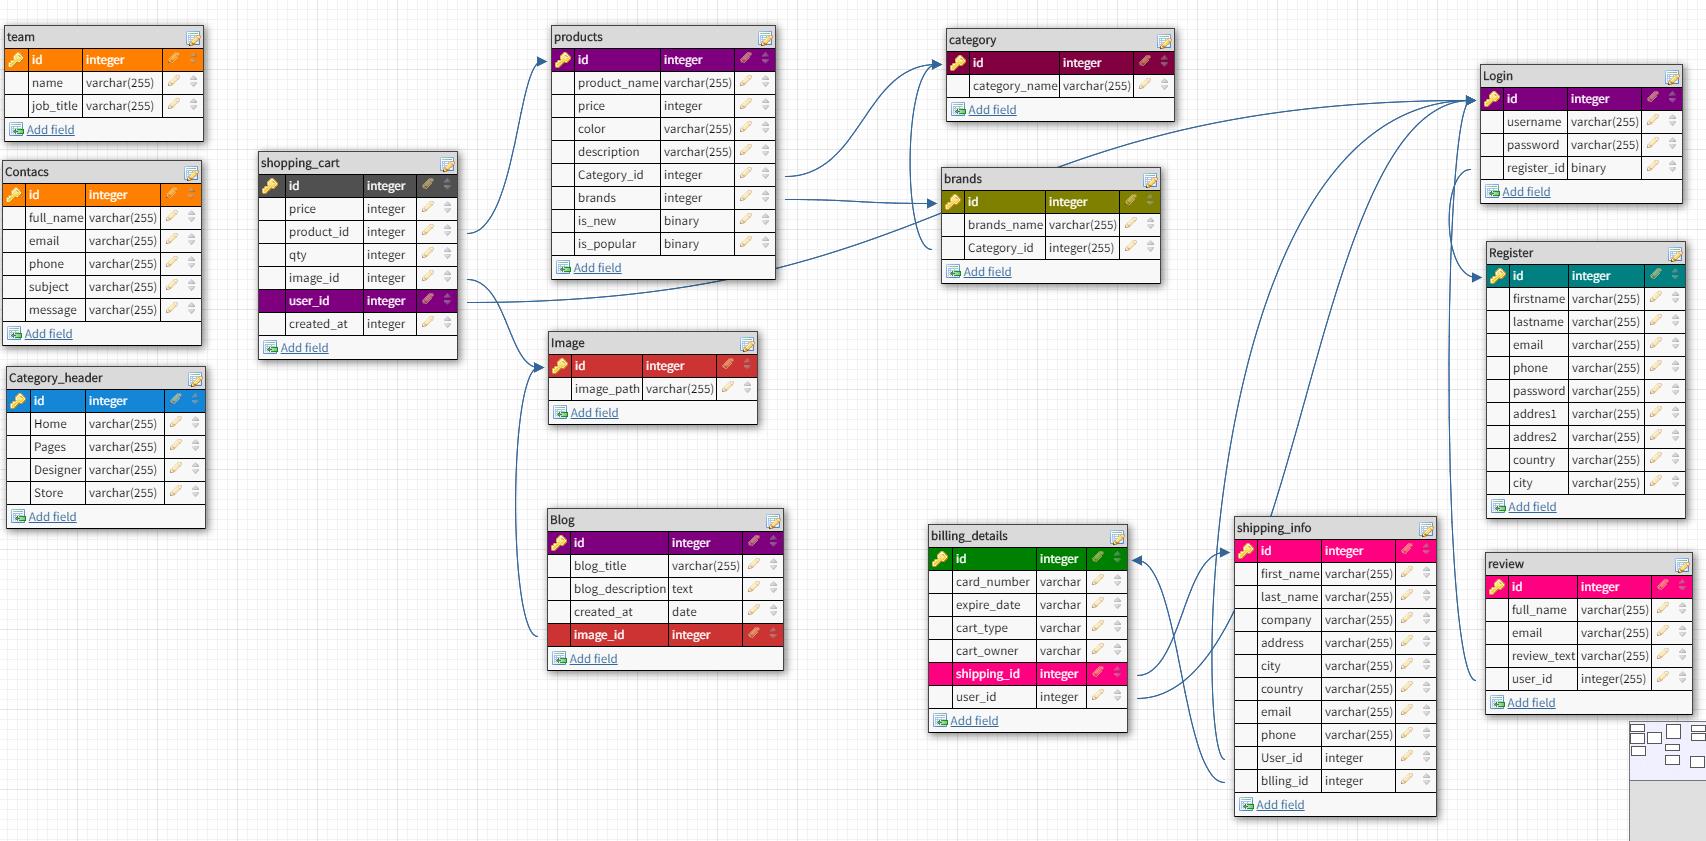 team
id integer
name varchar(255)
job_title varchar(255)
Add field
Contacs
id integer
full_name varchar(255)
email varchar(255)
phone varchar(255)
subject varchar(255)
message varchar(255)
Add field
Category_header
id integer
Home varchar(255)
Pages varchar(255)
Designer varchar(255)
Store varchar(255)
Add field
shopping_cart
id integer
price integer
product_id integer
qty integer
image_id integer
user_id integer
created_at integer
Add field
products
id integer
product_name varchar(255)
price integer
color varchar(255)
description varchar(255)
Category_id integer
brands integer
is_new binary
is_popular binary
Add field
Image
id integer
image_path varchar(255)
Add field
Blog
id integer
blog_title varchar(255)
blog_description text
created_at date
image_id integer
Add field
category
id integer
category_name varchar(255)
Add field
brands
id integer
brands_name varchar(255)
Category_id integer(255)
Add field
billing_details
id integer
card_number varchar
expire_date varchar
cart_type varchar
cart_owner varchar
shipping_id integer
user_id integer
Add field
shipping_info
id integer
first_name varchar(255)
last_name varchar(255)
company varchar(255)
address varchar(255)
city varchar(255)
country varchar(255)
email varchar(255)
phone varchar(255)
User_id integer
blling_id integer
Add field
Login
id integer
username varchar(255)
password varchar(255)
register_id binary
Add field
Register
id integer
firstname varchar(255)
lastname varchar(255)
email varchar(255)
phone varchar(255)
password varchar(255)
addres1 varchar(255)
addres2 varchar(255)
country varchar(255)
city varchar(255)
Add field
review
id integer
full_name varchar(255)
email varchar(255)
review_text varchar(255)
user_id integer(255)
Add field